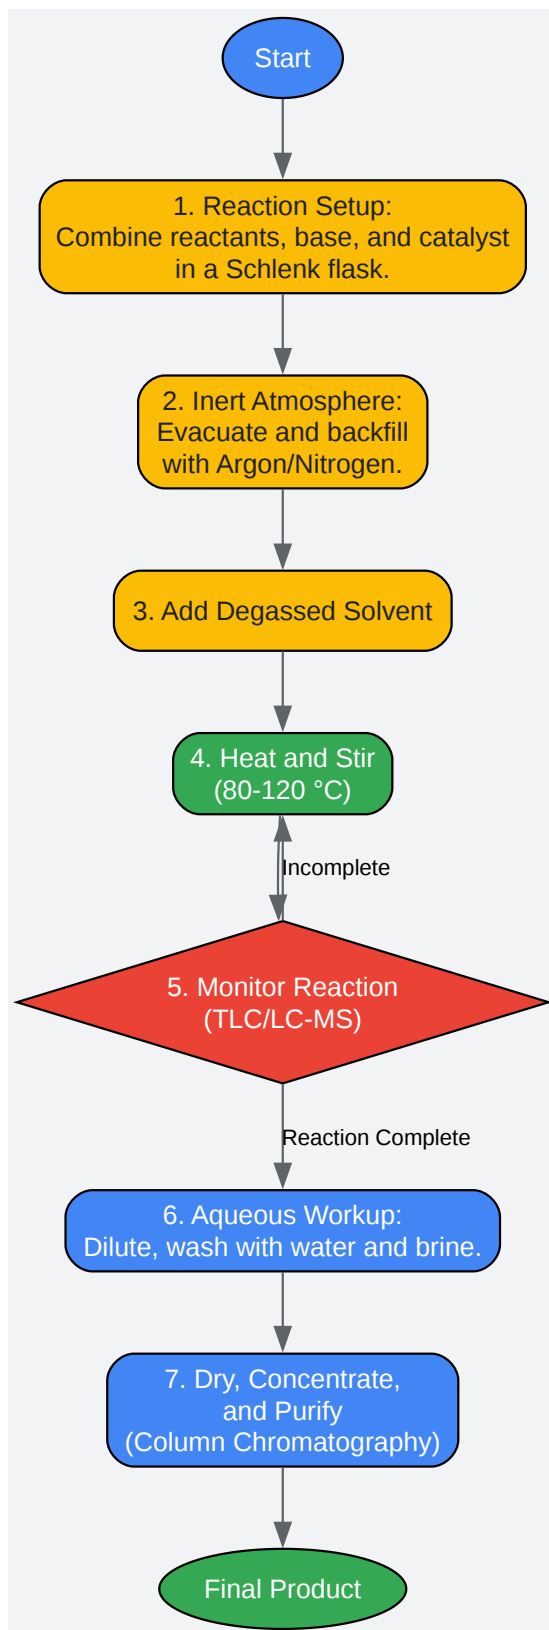 Start
1. Reaction Setup:
Combine reactants, base, and catalyst
in a Schlenk flask.
2. Inert Atmosphere:
Evacuate and backfill
with Argon/Nitrogen.
3. Add Degassed Solvent
4. Heat and Stir
(80-120 °C)
Incomplete
5. Monitor Reaction
(TLC/LC-MS)
Reaction Complete
6. Aqueous Workup:
Dilute, wash with water and brine.
7. Dry, Concentrate,
and Purify
(Column Chromatography)
Final Product